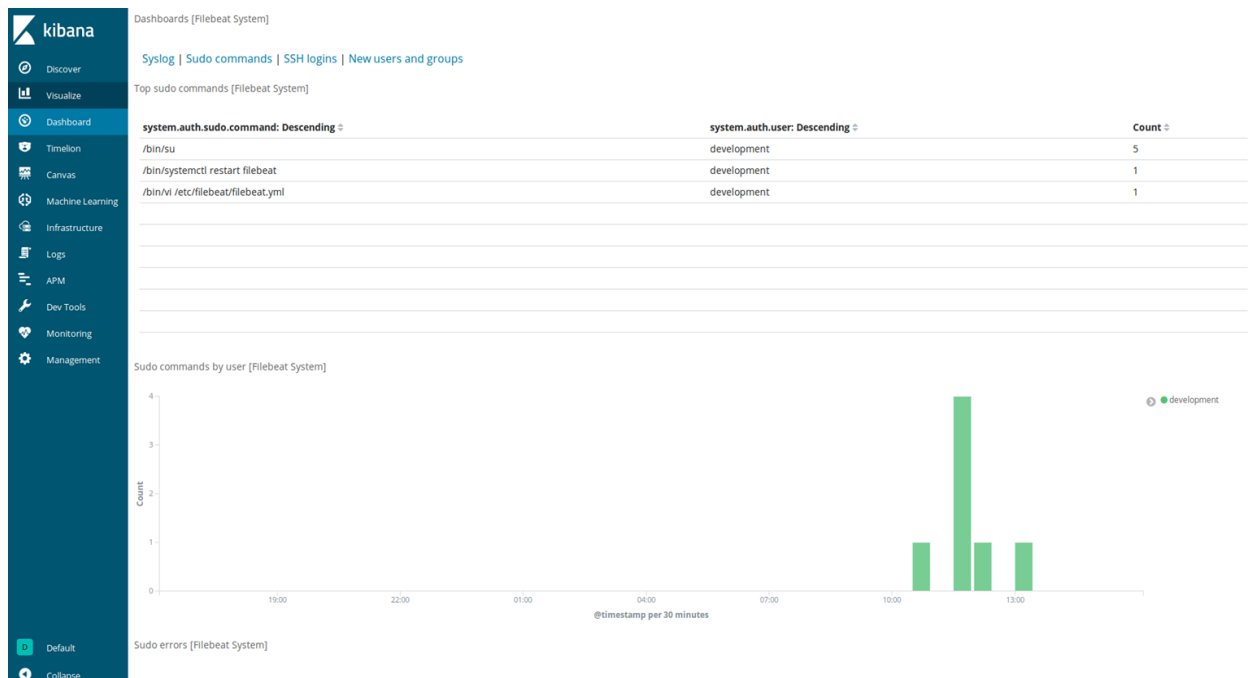 kibana
Discover
Visualize
Dashboard
Timelion
Canvas
Machine Learning
Infrastructure
Logs
APM
Dev Tools
Monitoring
Management
D Default
Collapse
Dashboards [Filebeat System]
Syslog | Sudo commands | SSH logins | New users and groups
Top sudo commands [Filebeat System]
system.auth.sudo.command: Descending system.auth.user: Descending Count
/bin/su development 5
/bin/systemctl restart filebeat development 1
/bin/vi /etc/filebeat/filebeat.yml development 1
Sudo commands by user [Filebeat System]
development
Count
4
3
2
1
0
19:00 22:00 01:00 04:00 07:00 10:00 13:00
@timestamp per 30 minutes
Sudo errors [Filebeat System]